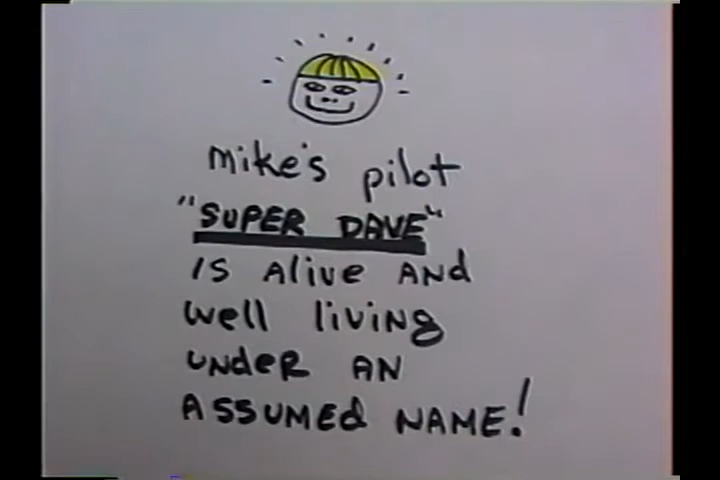 mike's pilot
"SUPER DAVE"
is Alive AND
well living
UNdER AN
ASSUMEd NAME!